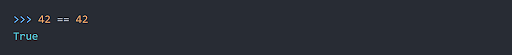 >>> 42 == 42
True